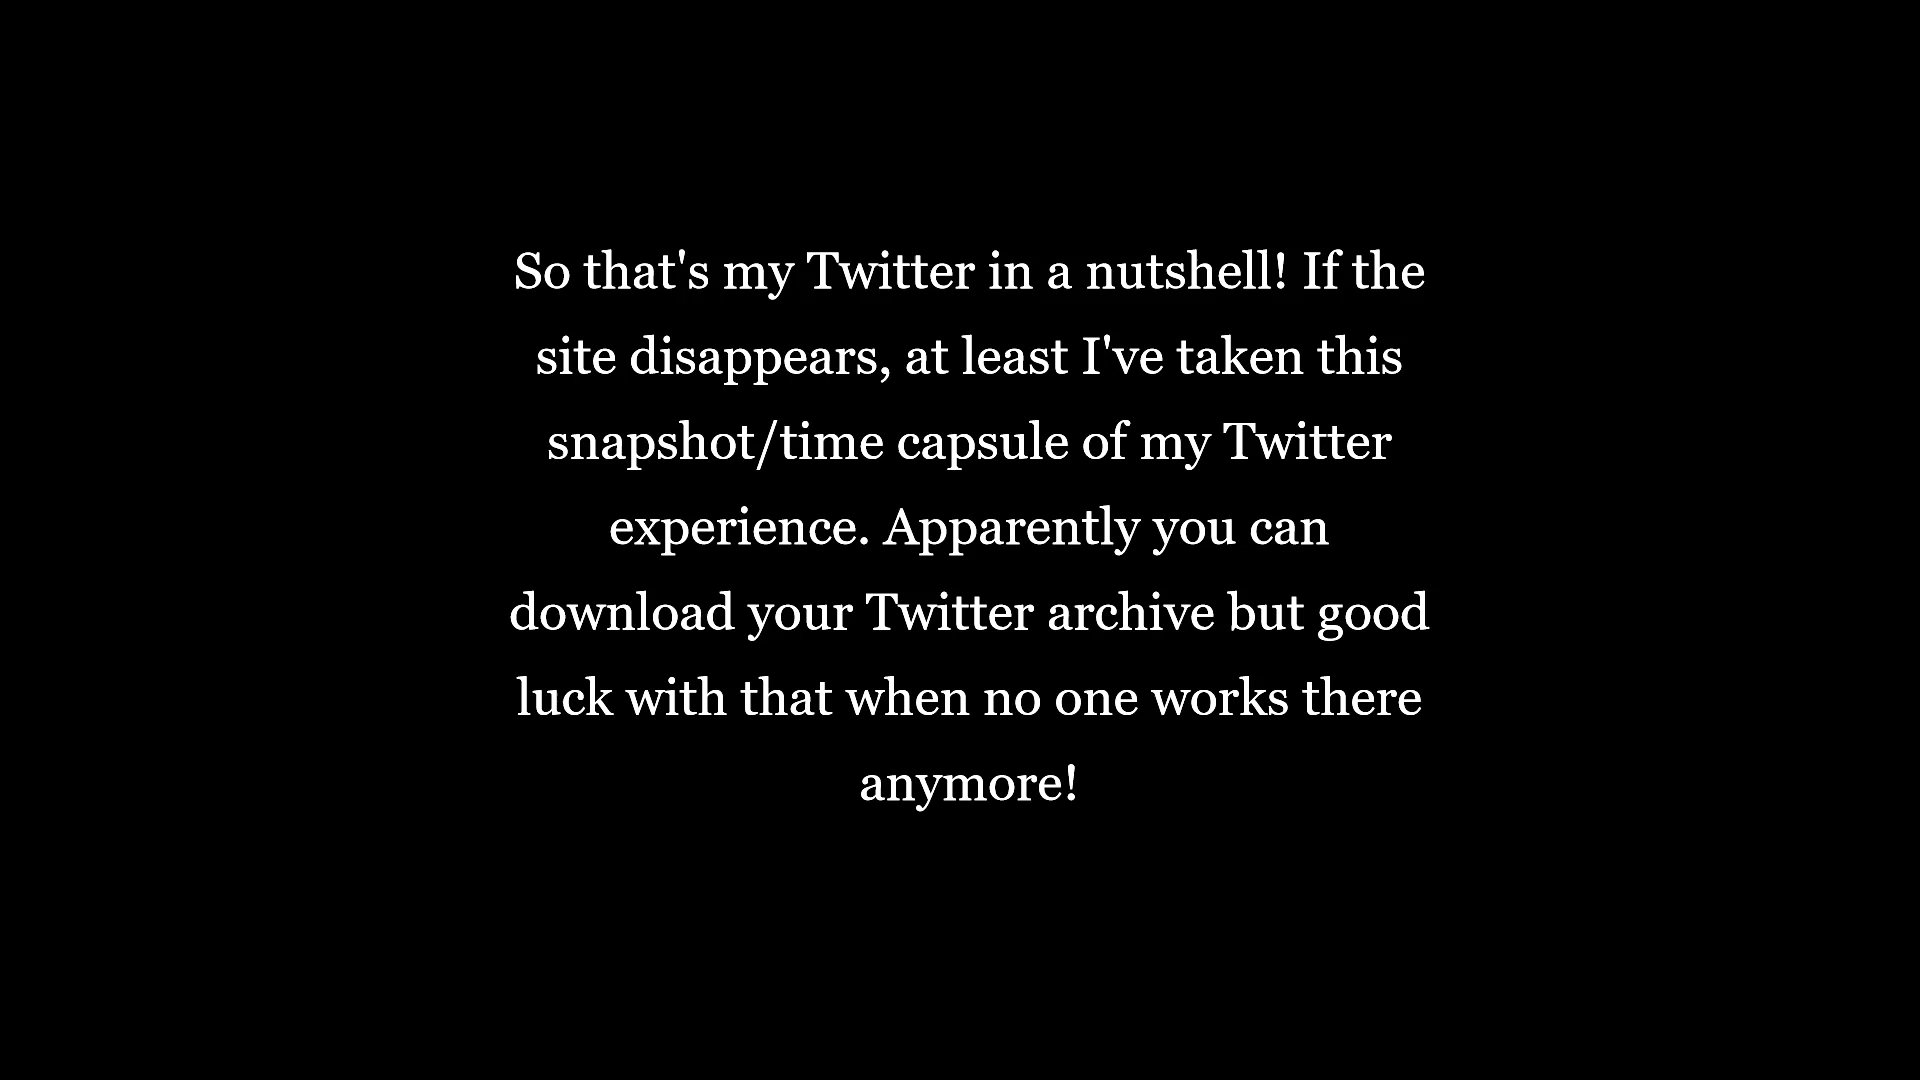 So that's my Twitter in a nutshell! If the
site disappears, at least I've taken this
snapshot/time capsule of my Twitter
experience. Apparently you can
download your Twitter archive but good
luck with that when no one works there
anymore!